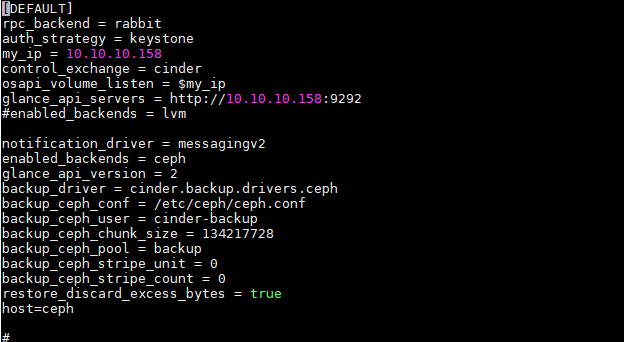 [DEFAULT]
rpc_backend = rabbit
auth_strategy = keystone
my_ip = 10.10.10.158
control_exchange = cinder
osapi_volume_listen = $my_ip
glance_api_servers = http://10.10.10.158:9292
#enabled_backends = lvm
notification_driver = messagingv2
enabled_backends = ceph
glance_api_version = 2
backup_driver = cinder.backup.drivers.ceph
backup_ceph_conf = /etc/ceph/ceph.conf
backup_ceph_user = cinder-backup
backup_ceph_chunk_size = 134217728
backup_ceph_pool = backup
backup_ceph_stripe_unit = 0
backup_ceph_stripe_count = 0
restore_discard_excess_bytes = true
host=ceph
#